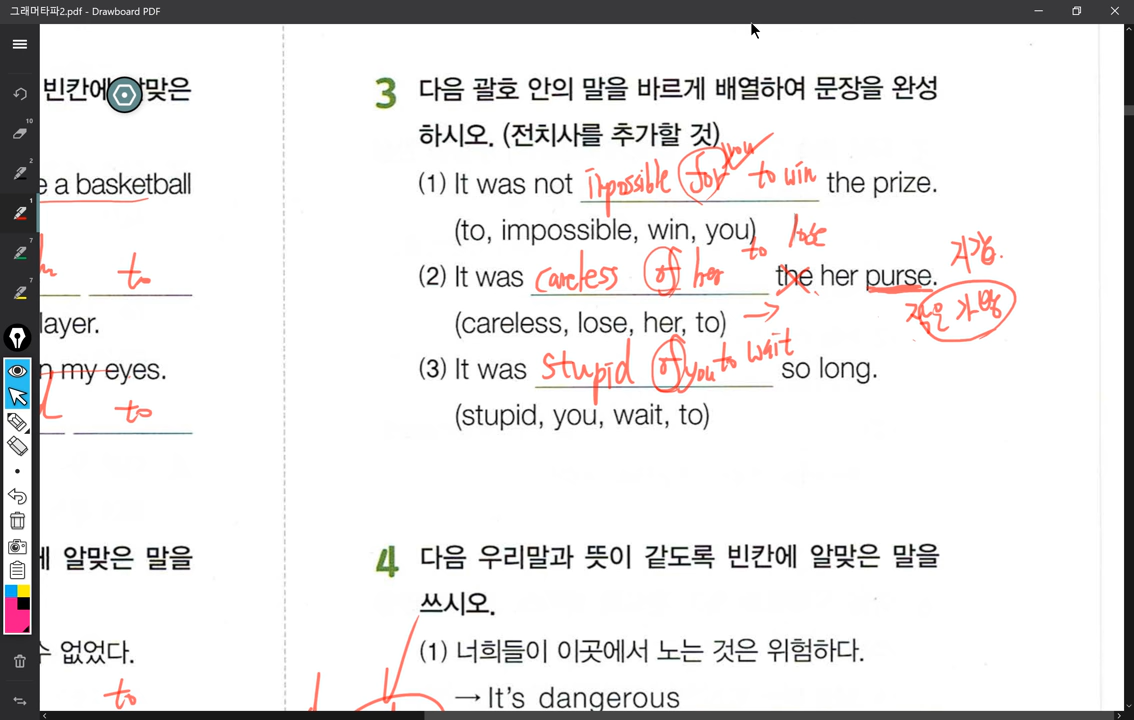 그래머타파2.pdf - Drawboard PDF
빈칸에 알맞은
e a basketball
to
layer.
n my eyes.
to
에 알맞은 말을
수 없었다.
to
3 다음 괄호 안의 말을 바르게 배열하여 문장을 완성
하시오. (전치사를 추가할 것)
(1) It was not impossible for you to win the prize.
(to, impossible, win, you)
to lose
(2) It was careless of her the her purse.
지갑.
작은 가방
(careless, lose, her, to)
(3) It was stupid of you to wait so long.
(stupid, you, wait, to)
4 다음 우리말과 뜻이 같도록 빈칸에 알맞은 말을
쓰시오.
(1) 너희들이 이곳에서 노는 것은 위험하다.
→ It's dangerous
10
2
1
7
7